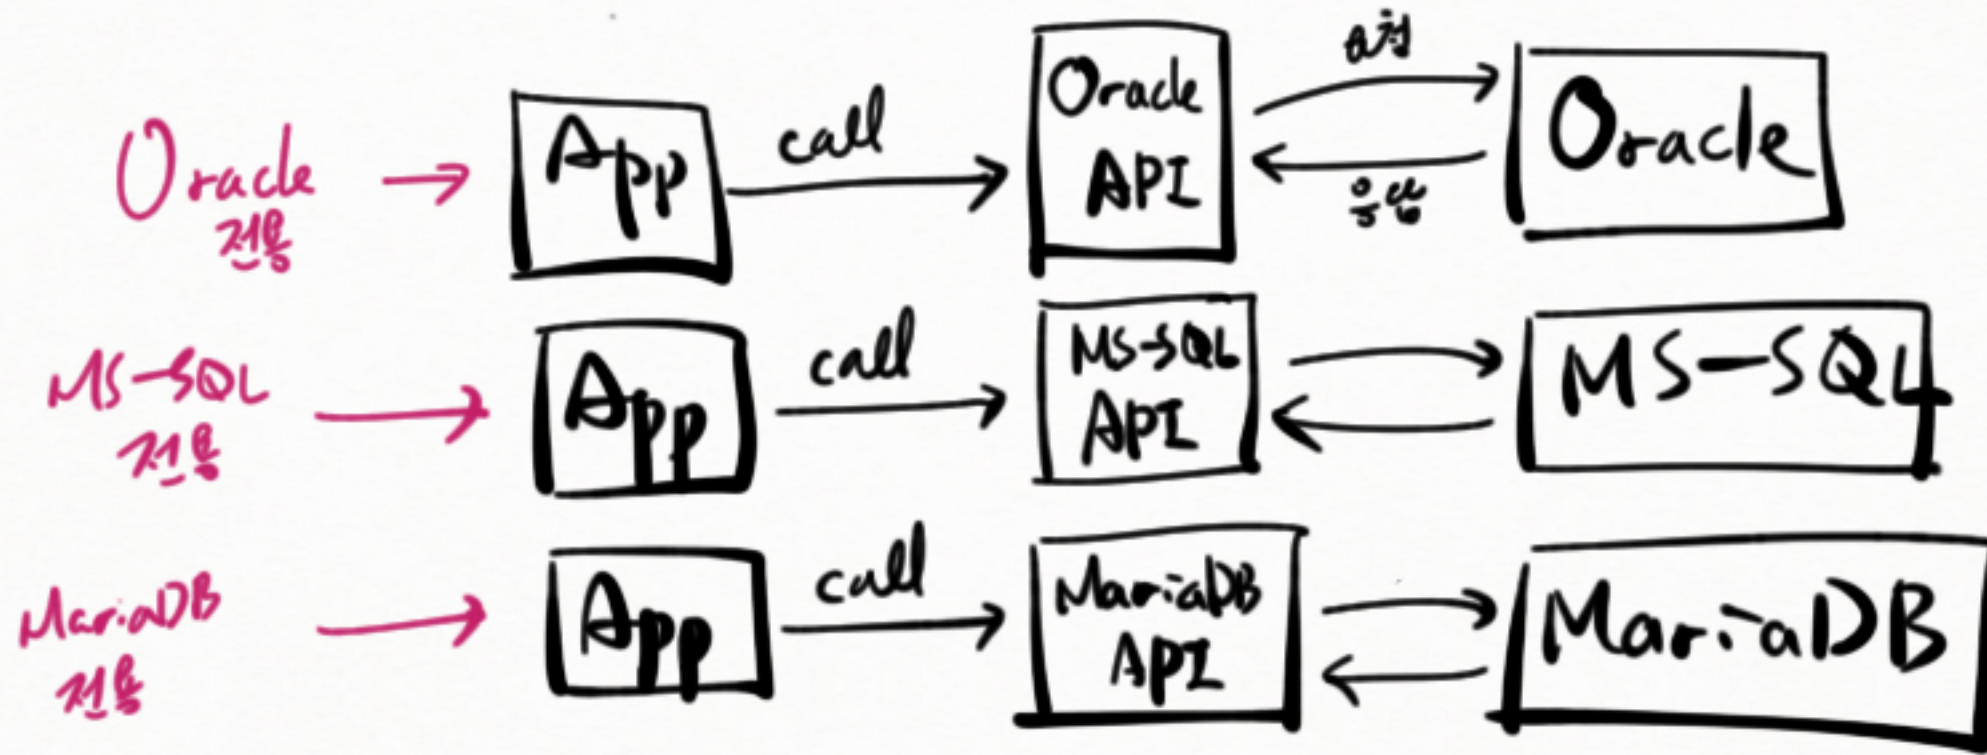 Oracle
전용
App
call
Oracle
API
요청
응답
Oracle
MS-SQL
전용
App
call
MS-SQL
API
MS-SQL
MariaDB
전용
App
call
MariaDB
API
MariaDB